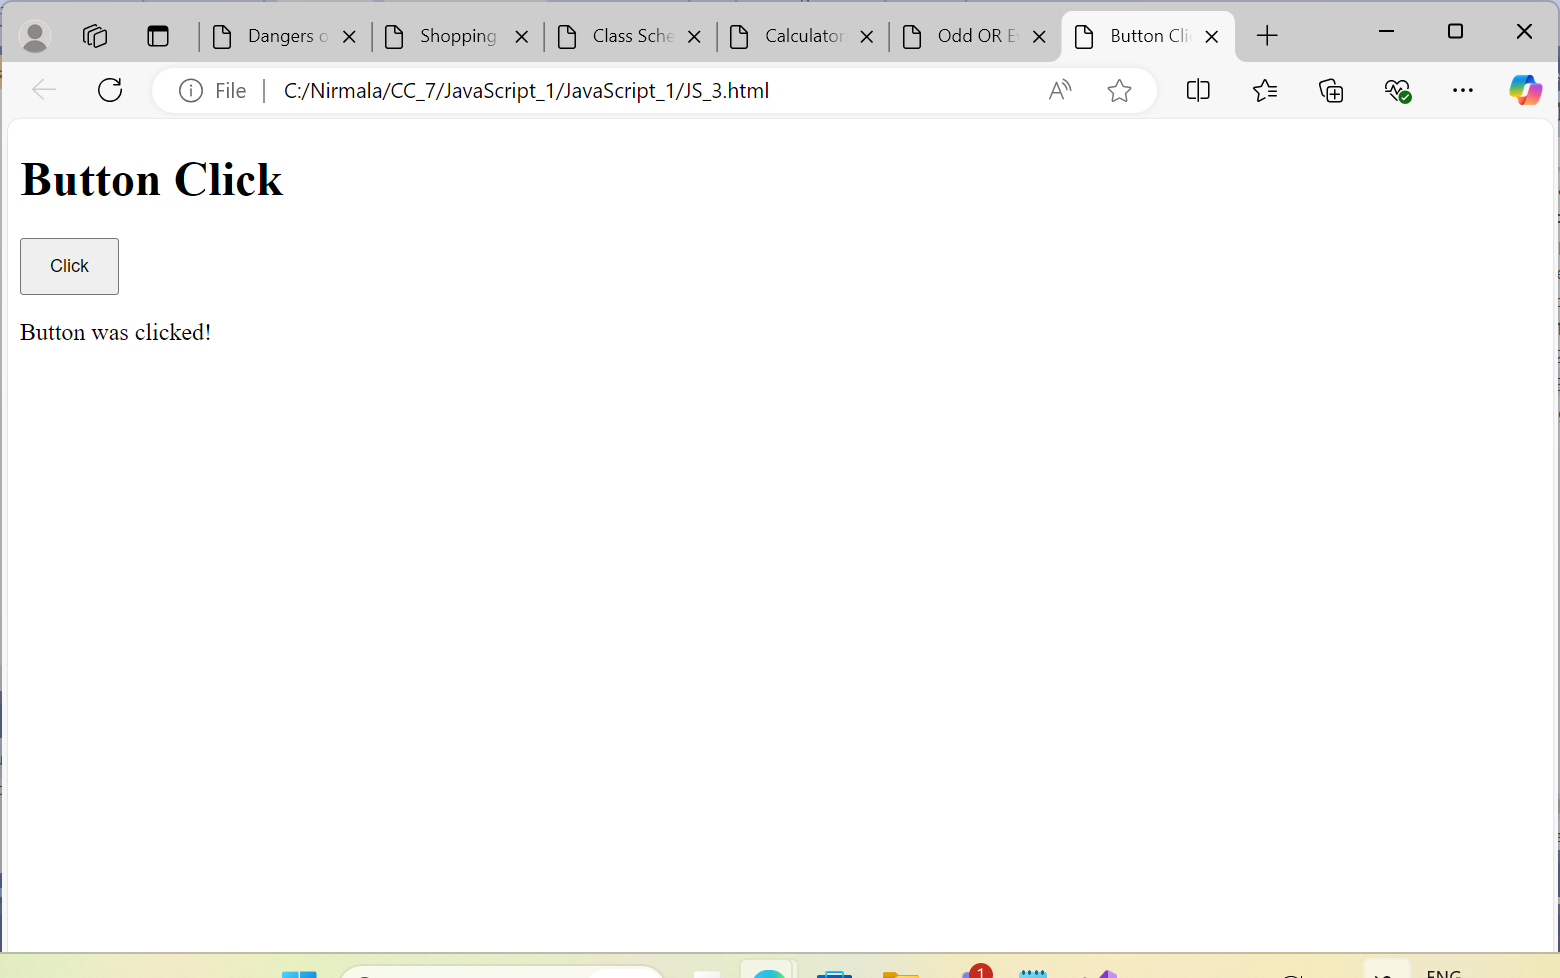 Dangers o
Shopping
Class Sche
Calculator
Odd OR E
Button Cli
File
C:/Nirmala/CC_7/JavaScript_1/JavaScript_1/JS_3.html
Button Click
Click
Button was clicked!
1
ENG